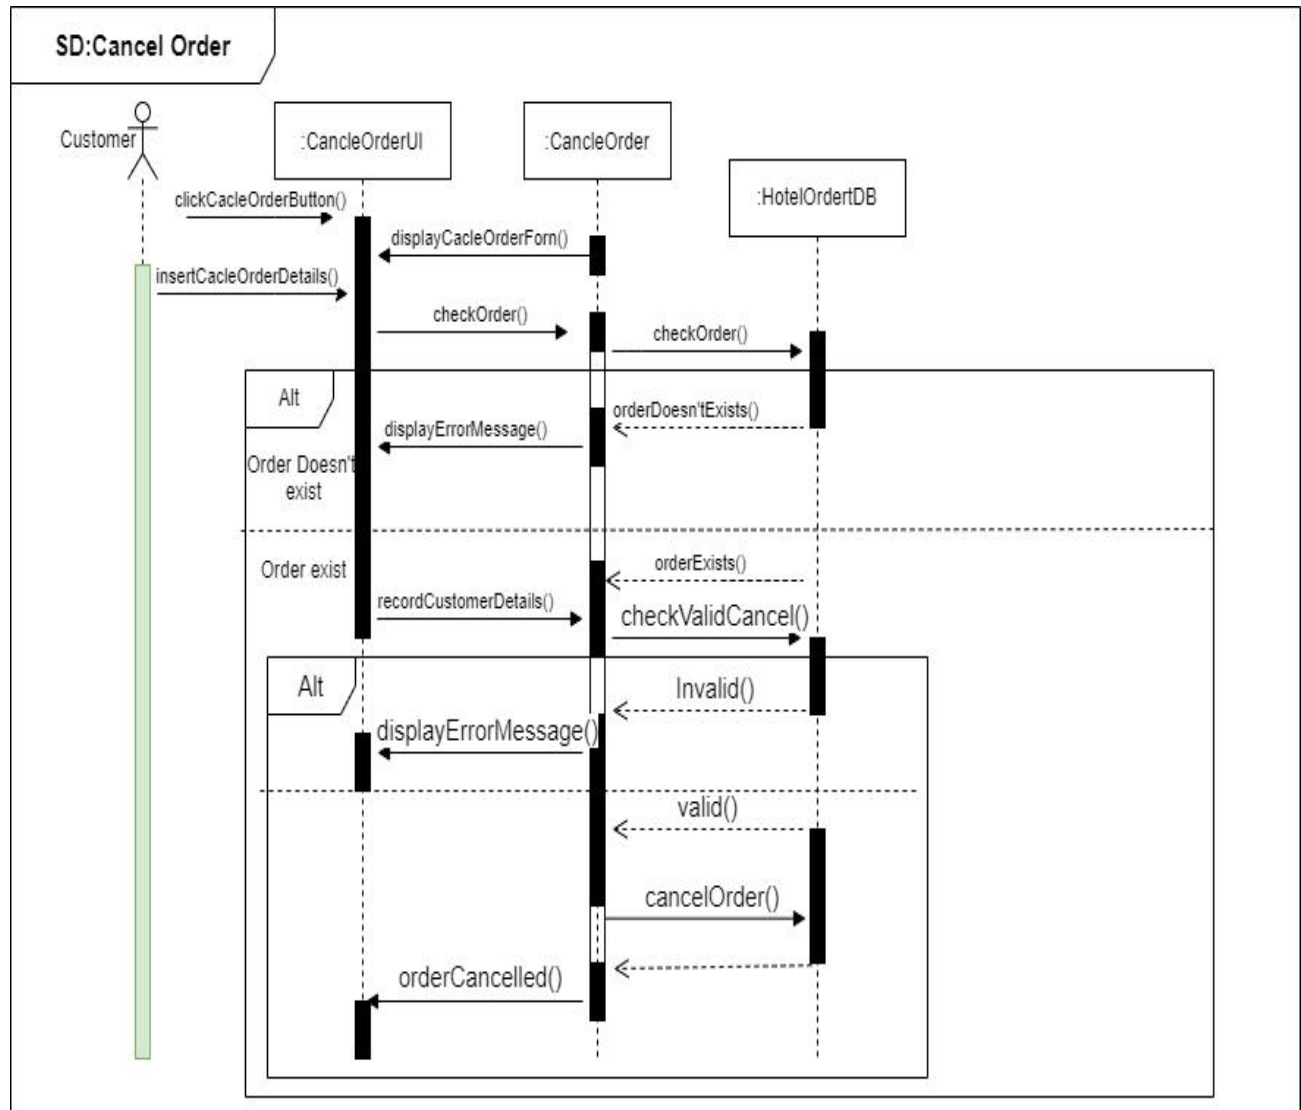 SD:Cancel Order
Customer
:CancleOrderUI
:CancleOrder
:HotelOrdertDB
clickCacleOrderButton()
displayCacleOrderForn()
insertCacleOrderDetails()
checkOrder()
checkOrder()
Alt
orderDoesn'tExists()
displayErrorMessage()
Order Doesn't
exist
orderExists()
Order exist
recordCustomerDetails()
checkValidCancel()
Alt
Invalid()
displayErrorMessage()
valid()
cancelOrder()
orderCancelled()